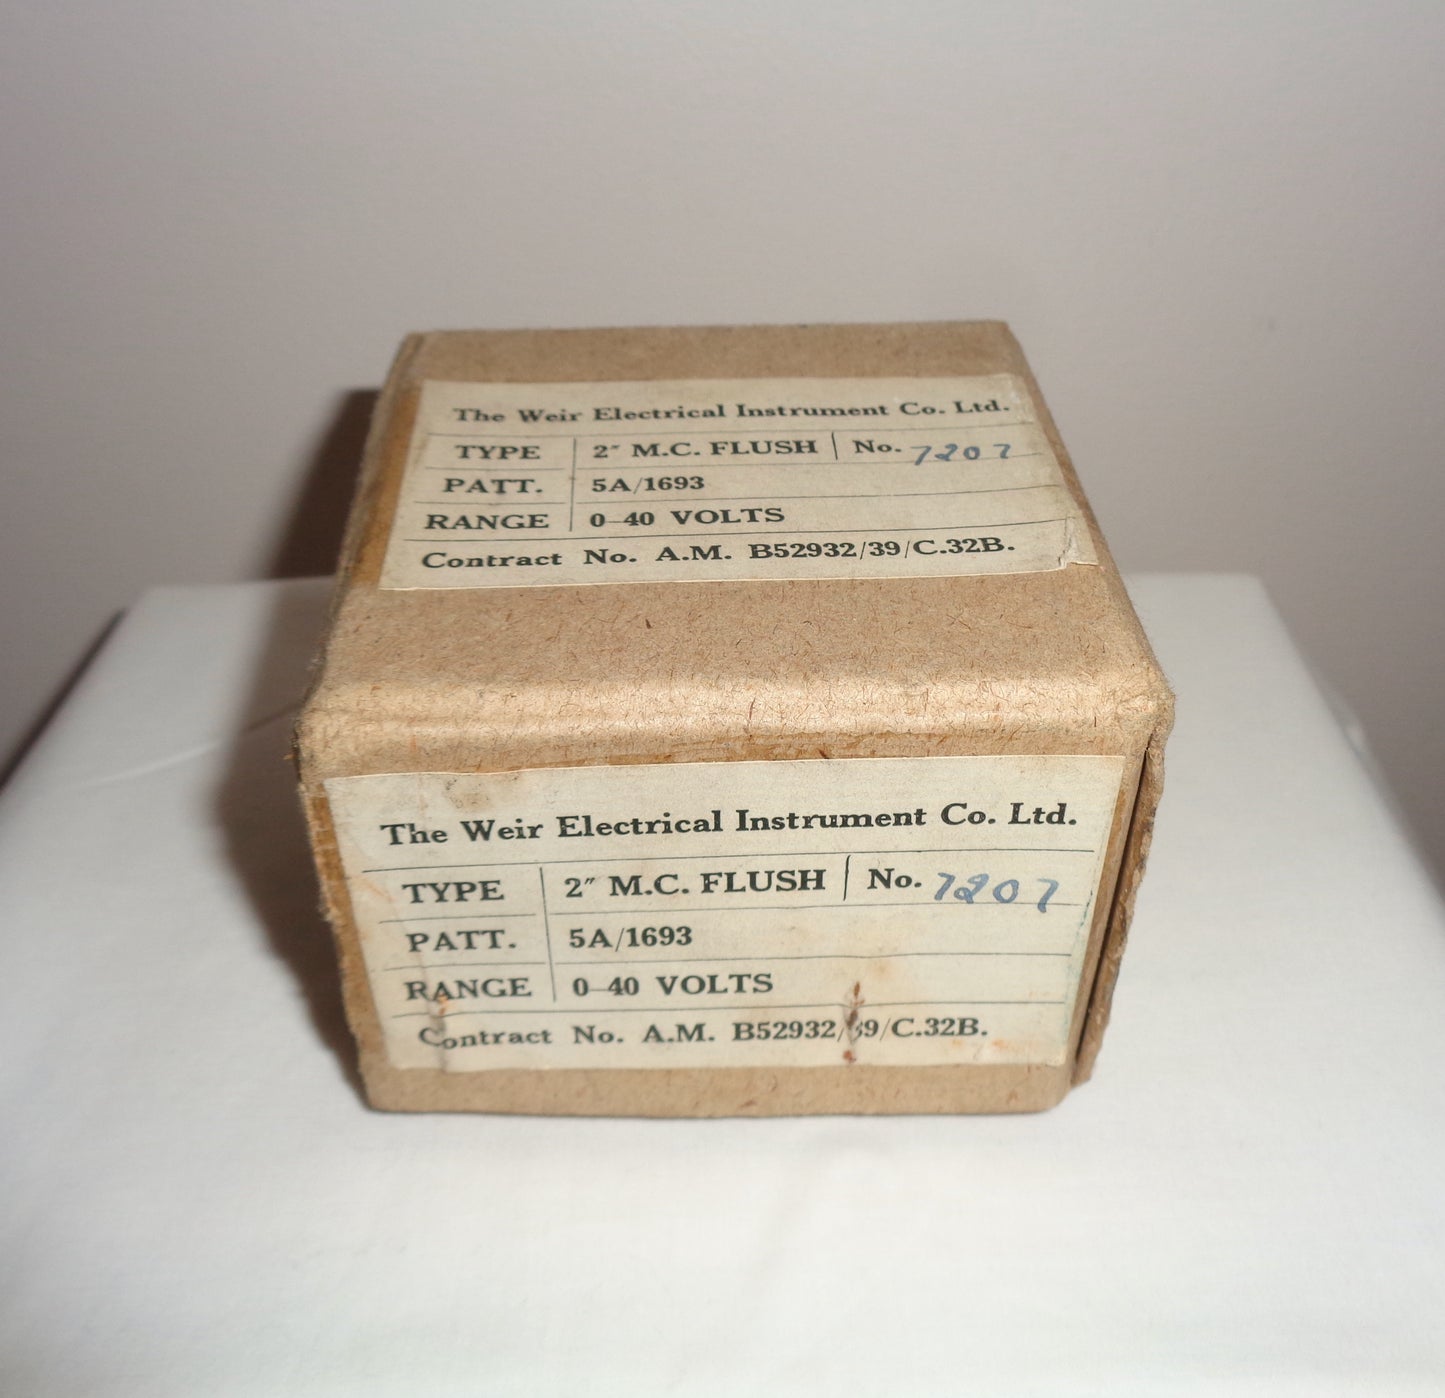 The Weir Electrical Instrument Co. Ltd.
TYPE 2" M.C. FLUSH No. 7207
PATT. 5A/1693
RANGE 0-40 VOLTS
Contract No. A.M. B52932/39/C.32B.
The Weir Electrical Instrument Co. Ltd.
TYPE 2" M.C. FLUSH No. 7207
PATT. 5A/1693
RANGE 0-40 VOLTS
Contract No. A.M. B52932/39/C.32B.